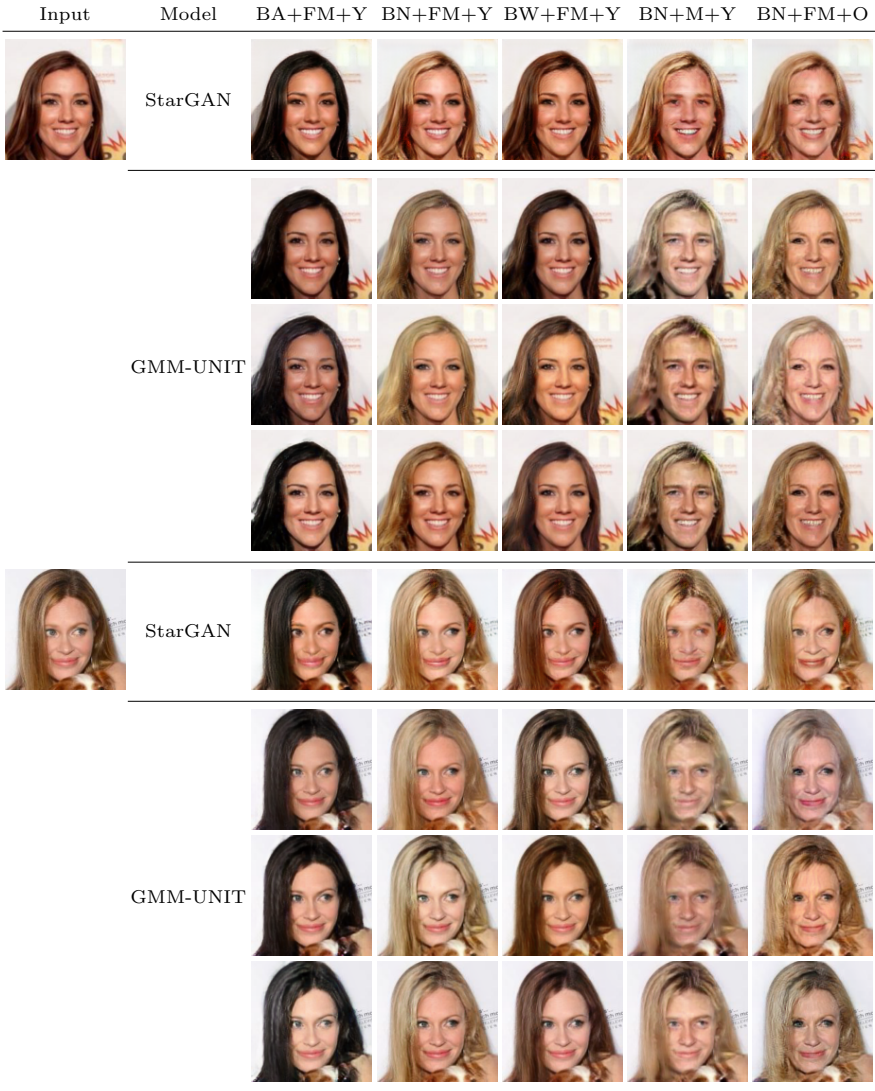 Input Model BA+FM+Y BN+FM+Y BW+FM+Y BN+M+Y BN+FM+O
StarGAN
GMM-UNIT
StarGAN
GMM-UNIT